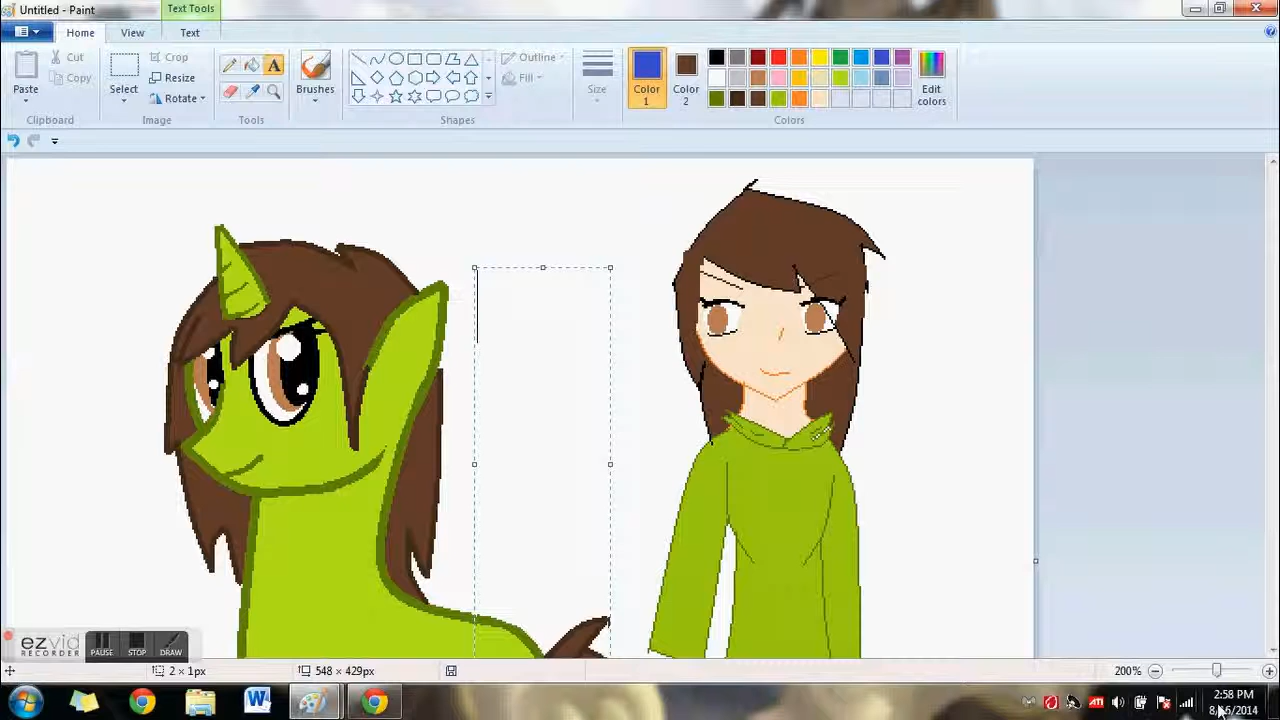 Untitled - Paint
Text Tools
Home
View
Text
Paste
Cut
Copy
Clipboard
Select
Crop
Resize
Rotate
Image
A
Tools
Brushes
Shapes
Outline
Fill
Size
Color 1
Color 2
Colors
Edit colors
ezvid
RECORDER
PAUSE
STOP
DRAW
2 × 1px
548 × 429px
200%
2:58 PM